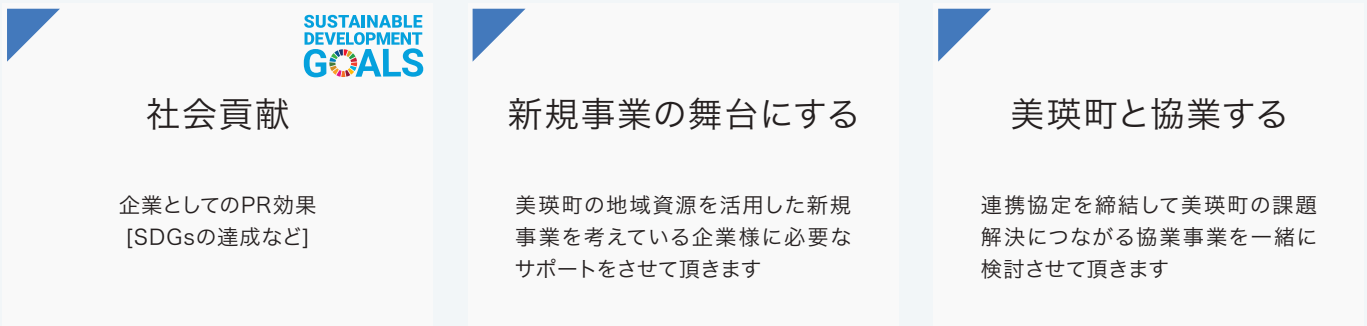 SUSTAINABLE
DEVELOPMENT
GOALS
社会貢献
企業としてのPR効果
[SDGsの達成など]
新規事業の舞台にする
美瑛町の地域資源を活用した新規
事業を考えている企業様に必要な
サポートをさせて頂きます
美瑛町と協業する
連携協定を締結して美瑛町の課題
解決につながる協業事業を一緒に
検討させて頂きます